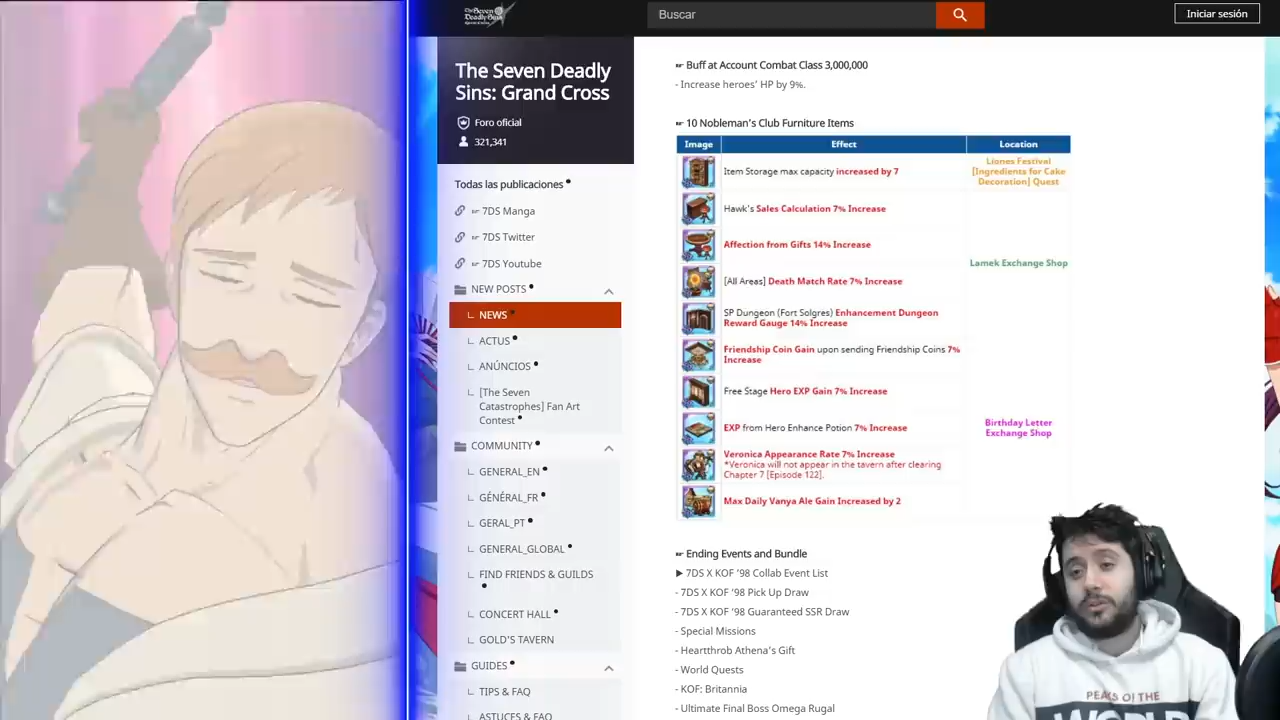 The Seven
Deadly Sins
Buscar
Iniciar sesión
The Seven Deadly
Sins: Grand Cross
Foro oficial
321,341
Todas las publicaciones
☞ 7DS Manga
☞ 7DS Twitter
☞ 7DS Youtube
NEW POSTS
NEWS
ACTUS
ANÚNCIOS
[The Seven
Catastrophes] Fan Art
Contest
COMMUNITY
GENERAL_EN
GÉNÉRAL_FR
GERAL_PT
GENERAL_GLOBAL
FIND FRIENDS & GUILDS
CONCERT HALL
GOLD'S TAVERN
GUIDES
TIPS & FAQ
ASTUCES & FAQ
☞ Buff at Account Combat Class 3,000,000
- Increase heroes' HP by 9%.
☞ 10 Nobleman's Club Furniture Items
Image Effect Location
Item Storage max capacity increased by 7
Liones Festival
[Ingredients for Cake
Decoration] Quest
Hawk's Sales Calculation 7% Increase
Affection from Gifts 14% Increase
Lamek Exchange Shop
[All Areas] Death Match Rate 7% Increase
SP Dungeon (Fort Solgres) Enhancement Dungeon
Reward Gauge 14% Increase
Friendship Coin Gain upon sending Friendship Coins 7%
Increase
Free Stage Hero EXP Gain 7% Increase
EXP from Hero Enhance Potion 7% Increase
Birthday Letter
Exchange Shop
Veronica Appearance Rate 7% Increase
*Veronica will not appear in the tavern after clearing
Chapter 7 [Episode 122].
Max Daily Vanya Ale Gain Increased by 2
☞ Ending Events and Bundle
▶ 7DS X KOF '98 Collab Event List
- 7DS X KOF '98 Pick Up Draw
- 7DS X KOF '98 Guaranteed SSR Draw
- Special Missions
- Heartthrob Athena's Gift
- World Quests
- KOF: Britannia
- Ultimate Final Boss Omega Rugal
PEAKS OF THE
WORLD